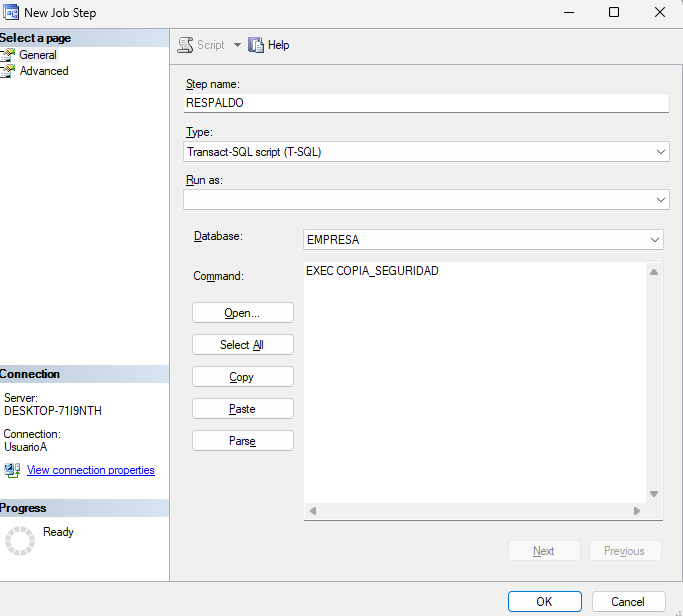 New Job Step
Select a page
General
Advanced
Script
Help
Step name:
RESPALDO
Type:
Transact-SQL script (T-SQL)
Run as:
Database:
EMPRESA
Command:
EXEC COPIA_SEGURIDAD
Open...
Select All
Copy
Paste
Parse
Connection
Server:
DESKTOP-71I9NTH
Connection:
UsuarioA
View connection properties
Progress
Ready
Next
Previous
OK
Cancel